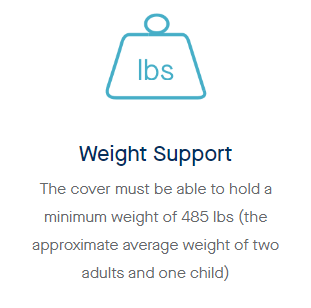 lbs
Weight Support
The cover must be able to hold a
minimum weight of 485 lbs (the
approximate average weight of two
adults and one child)